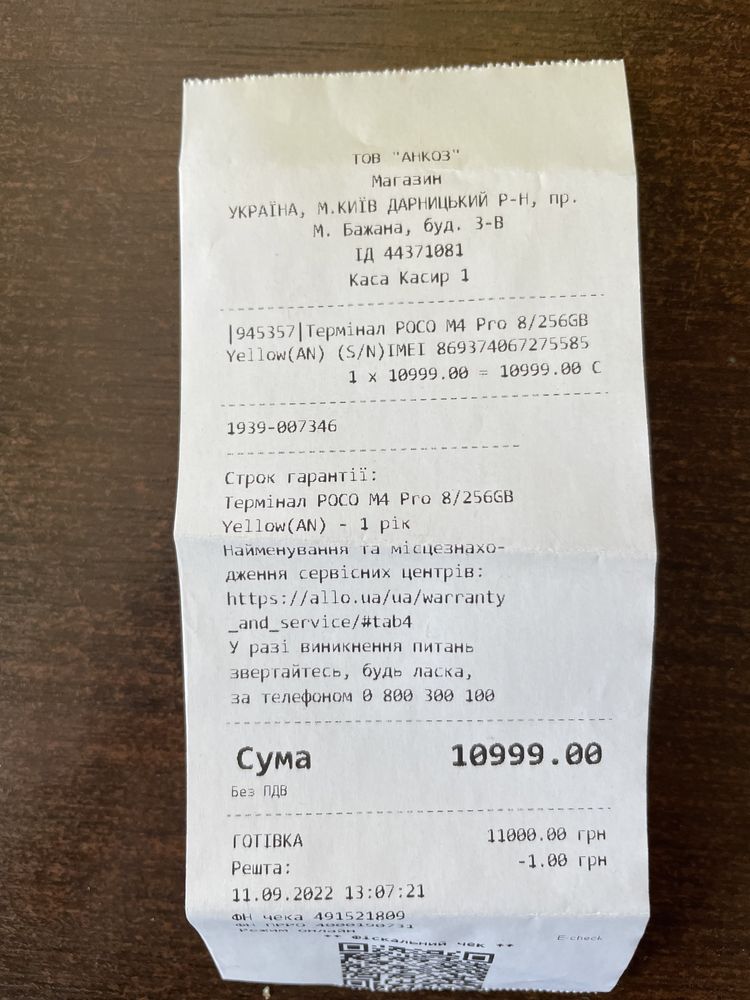 ТОВ "АНКОЗ"
Магазин
УКРАЇНА, М.КИЇВ ДАРНИЦЬКИЙ Р-Н, пр.
М. Бажана, буд. 3-В
ІД 44371081
Каса Касир 1
|945357|Термінал POCO M4 Pro 8/256GB
Yellow(AN) (S/N)IMEI 869374067275585
1 x 10999.00 = 10999.00 С
1939-007346
Строк гарантії:
Термінал POCO M4 Pro 8/256GB
Yellow(AN) - 1 рік
Найменування та місцезнахо-
дження сервісних центрів:
https://allo.ua/ua/warranty
_and_service/#tab4
У разі виникнення питань
звертайтесь, будь ласка,
за телефоном 0 800 300 100
Сума 10999.00
Без ПДВ
ГОТІВКА 11000.00 грн
Решта: -1.00 грн
11.09.2022 13:07:21
ФН чека 491521809
ФН ПРРО 4000190731
Режим онлайн
** Фіскальний чек ** E-check